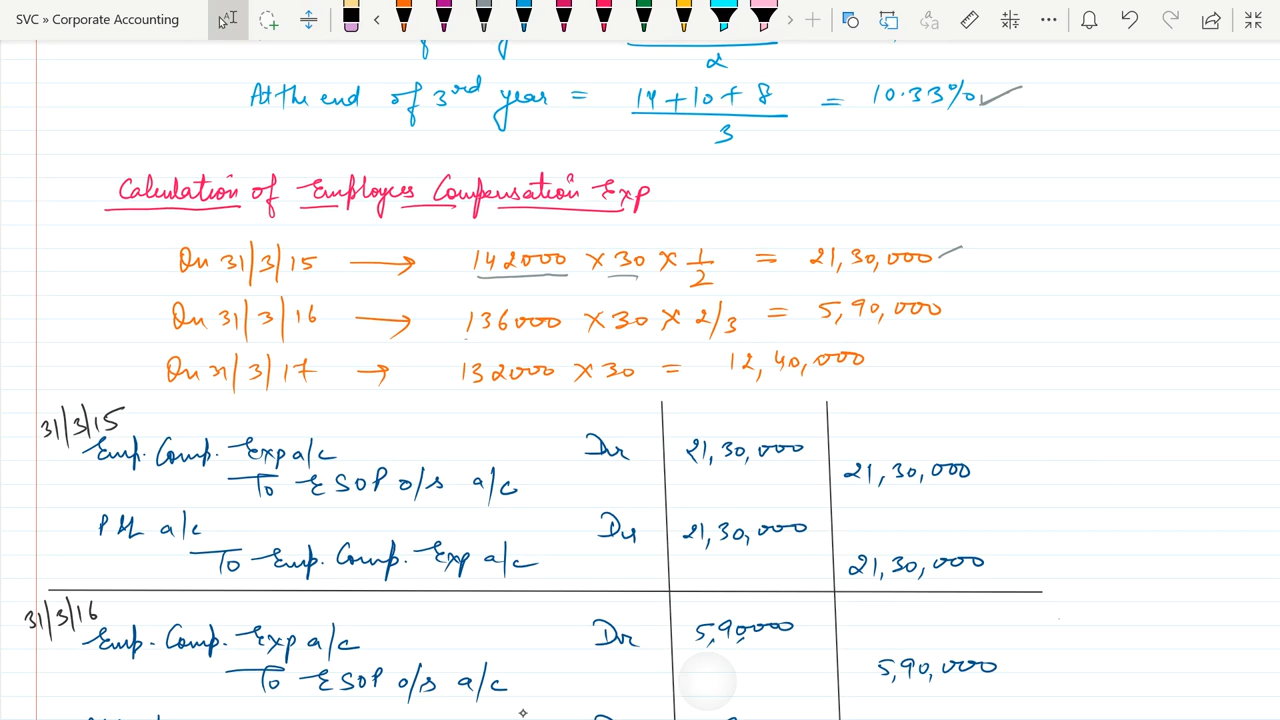 SVC » Corporate Accounting
2
At the end of 3rd year = 14+10+8 / 3 = 10.33%
Calculation of Employees Compensation Exp
On 31/3/15 → 142000 × 30 × 1/2 = 21,30,000
On 31/3/16 → 136000 × 30 × 2/3 = 5,90,000
On 31/3/17 → 132000 × 30 = 12,40,000
31/3/15
Emp. Comp. Exp a/c Dr 21,30,000
To ESOP o/s a/c 21,30,000
P&L a/c Dr 21,30,000
To Emp. Comp. Exp a/c 21,30,000
31/3/16
Emp. Comp. Exp a/c Dr 5,90,000
To ESOP o/s a/c 5,90,000